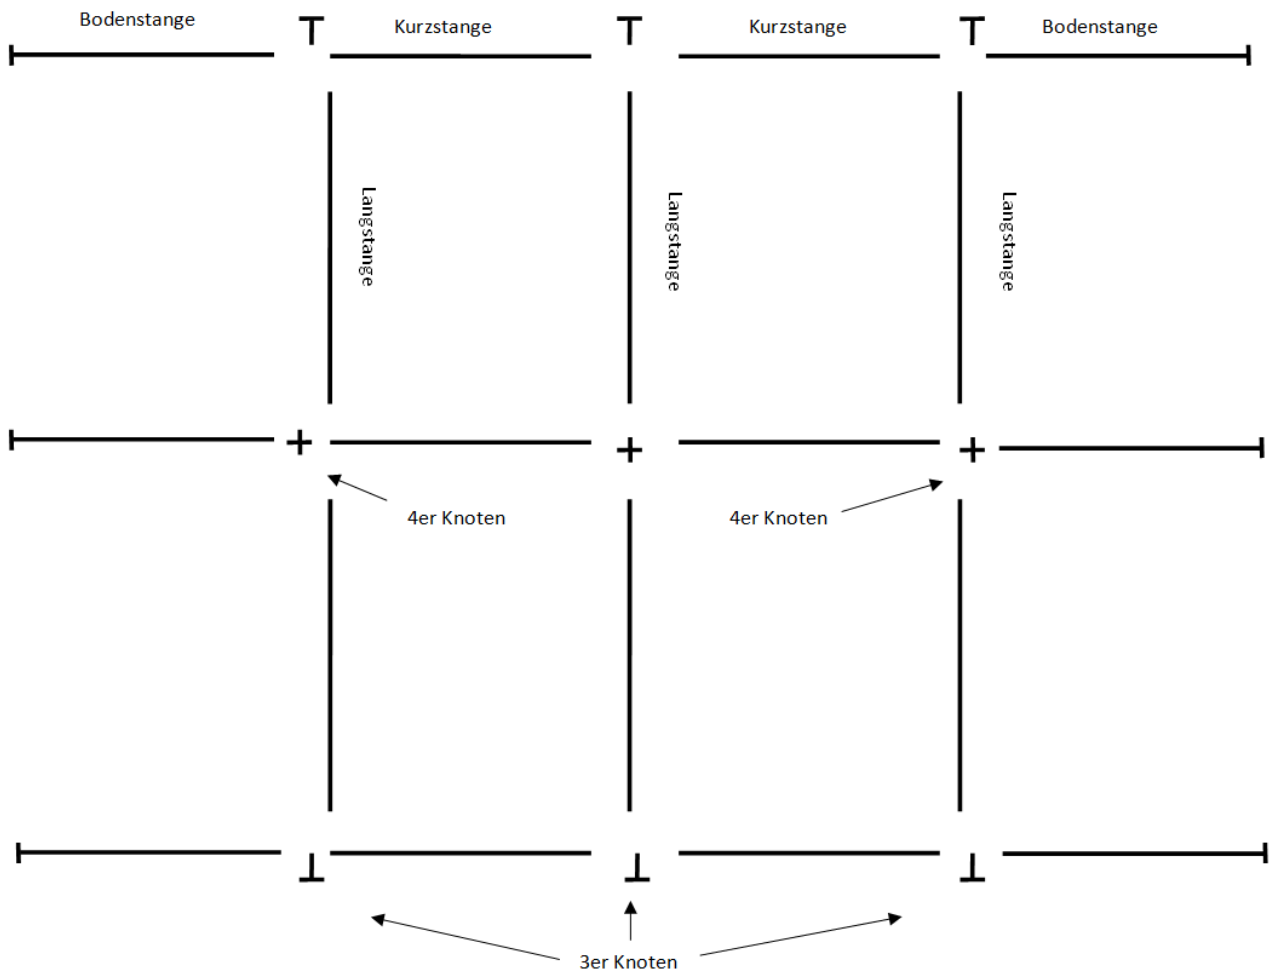 Bodenstange
Kurzstange
Kurzstange
Bodenstange
Langstange
Langstange
Langstange
4er Knoten
4er Knoten
3er Knoten